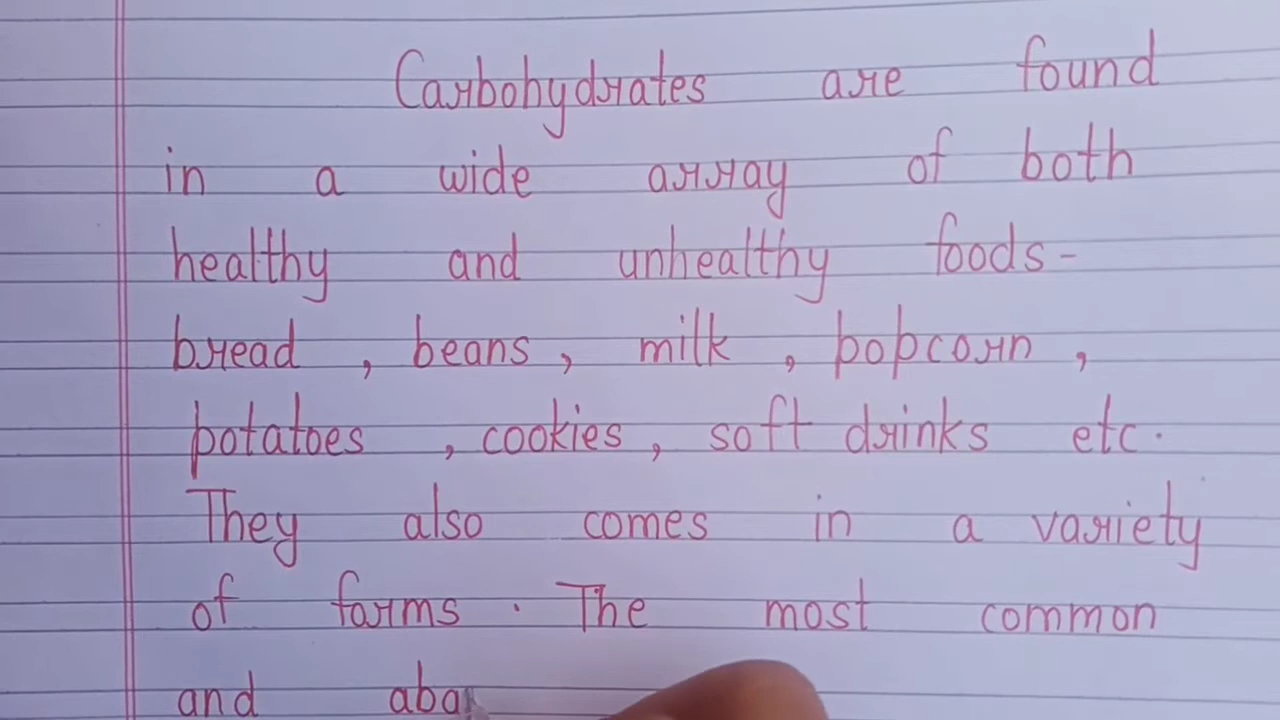 Carbohydrates are found
in a wide array of both
healthy and unhealthy foods-
bread , beans , milk , popcorn ,
potatoes , cookies , soft drinks etc.
They also comes in a variety
of forms . The most common
and